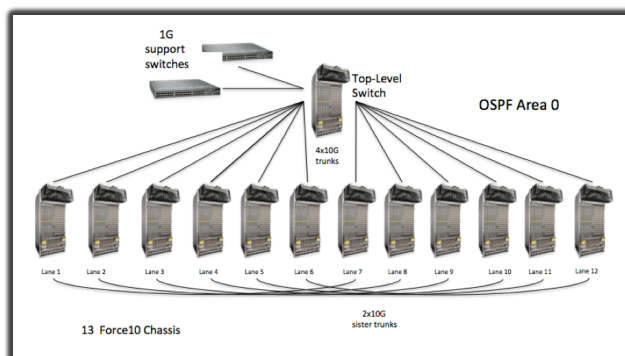 1G
support
switches
Top-Level
Switch
OSPF Area 0
4x10G
trunks
Lane 1
Lane 2
Lane 3
Lane 4
Lane 5
Lane 6
Lane 7
Lane 8
Lane 9
Lane 10
Lane 11
Lane 12
2x10G
sister trunks
13 Force10 Chassis